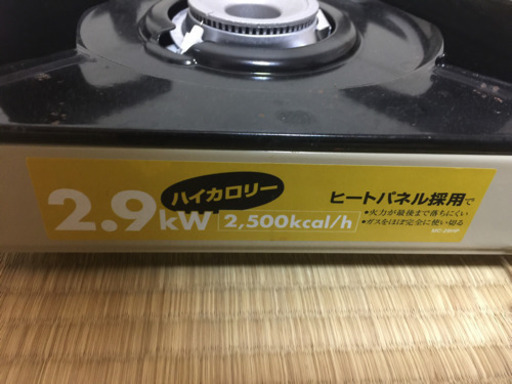 ハイカロリー
2.9kW 2,500kcal/h
ヒートパネル採用で
•火力が最後まで落ちにくい
•ガスをほぼ完全に使い切る